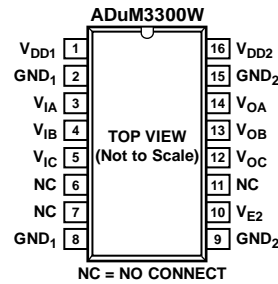 ADuM3300W
VDD1 1 16 VDD2
GND1 2 15 GND2
VIA 3 14 VOA
VIB 4 13 VOB
TOP VIEW
(Not to Scale)
VIC 5 12 VOC
NC 6 11 NC
NC 7 10 VE2
GND1 8 9 GND2
NC = NO CONNECT